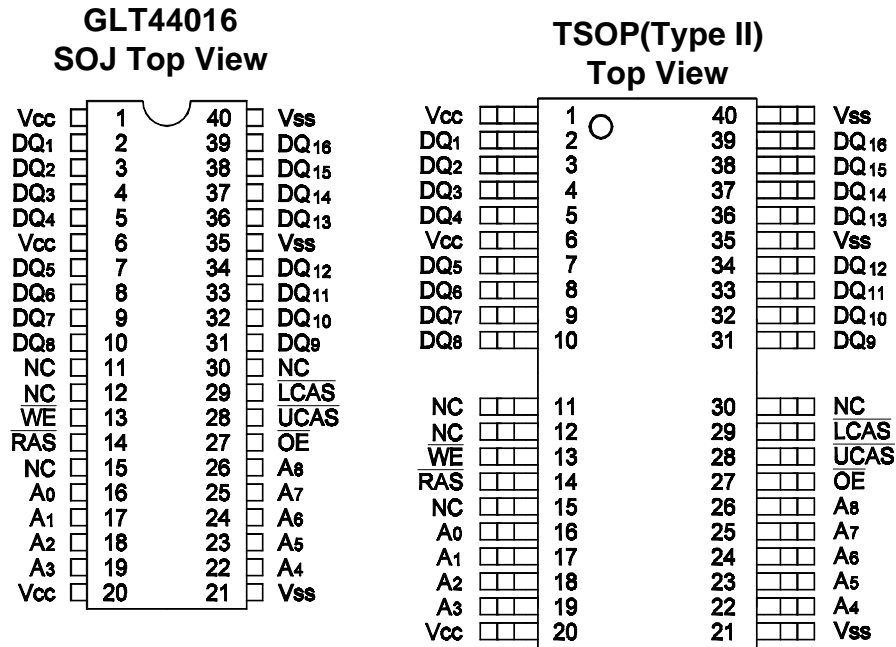 GLT44016
SOJ Top View
Vcc 1 40 Vss
DQ1 2 39 DQ16
DQ2 3 38 DQ15
DQ3 4 37 DQ14
DQ4 5 36 DQ13
Vcc 6 35 Vss
DQ5 7 34 DQ12
DQ6 8 33 DQ11
DQ7 9 32 DQ10
DQ8 10 31 DQ9
NC 11 30 NC
NC 12 29 LCAS
WE 13 28 UCAS
RAS 14 27 OE
NC 15 26 A8
A0 16 25 A7
A1 17 24 A6
A2 18 23 A5
A3 19 22 A4
Vcc 20 21 Vss
TSOP(Type II)
Top View
Vcc 1 40 Vss
DQ1 2 39 DQ16
DQ2 3 38 DQ15
DQ3 4 37 DQ14
DQ4 5 36 DQ13
Vcc 6 35 Vss
DQ5 7 34 DQ12
DQ6 8 33 DQ11
DQ7 9 32 DQ10
DQ8 10 31 DQ9
NC 11 30 NC
NC 12 29 LCAS
WE 13 28 UCAS
RAS 14 27 OE
NC 15 26 A8
A0 16 25 A7
A1 17 24 A6
A2 18 23 A5
A3 19 22 A4
Vcc 20 21 Vss